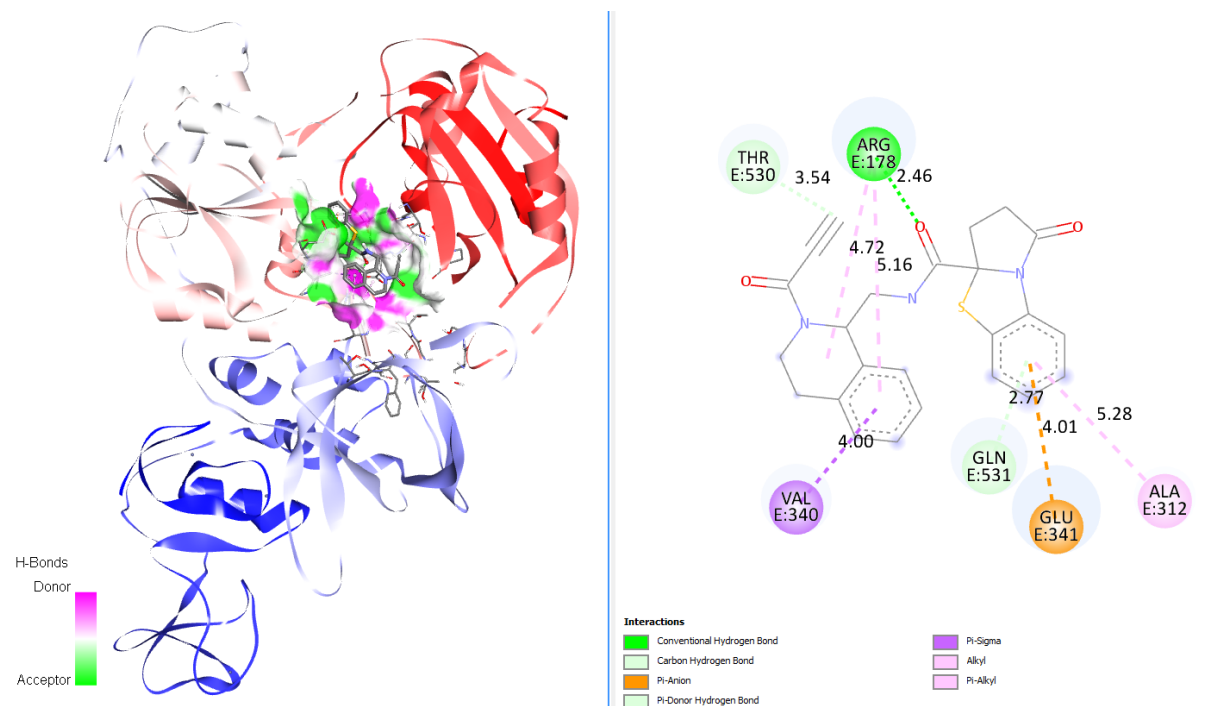 H-Bonds
Donor
Acceptor
THR
E:530
3.54
ARG
E:178
2.46
O
O
4.72
5.16
O
N
N
N
S
2.77
4.01
5.28
4.00
GLN
E:531
VAL
E:340
GLU
E:341
ALA
E:312
Interactions
Conventional Hydrogen Bond
Carbon Hydrogen Bond
Pi-Anion
Pi-Donor Hydrogen Bond
Pi-Sigma
Alkyl
Pi-Alkyl